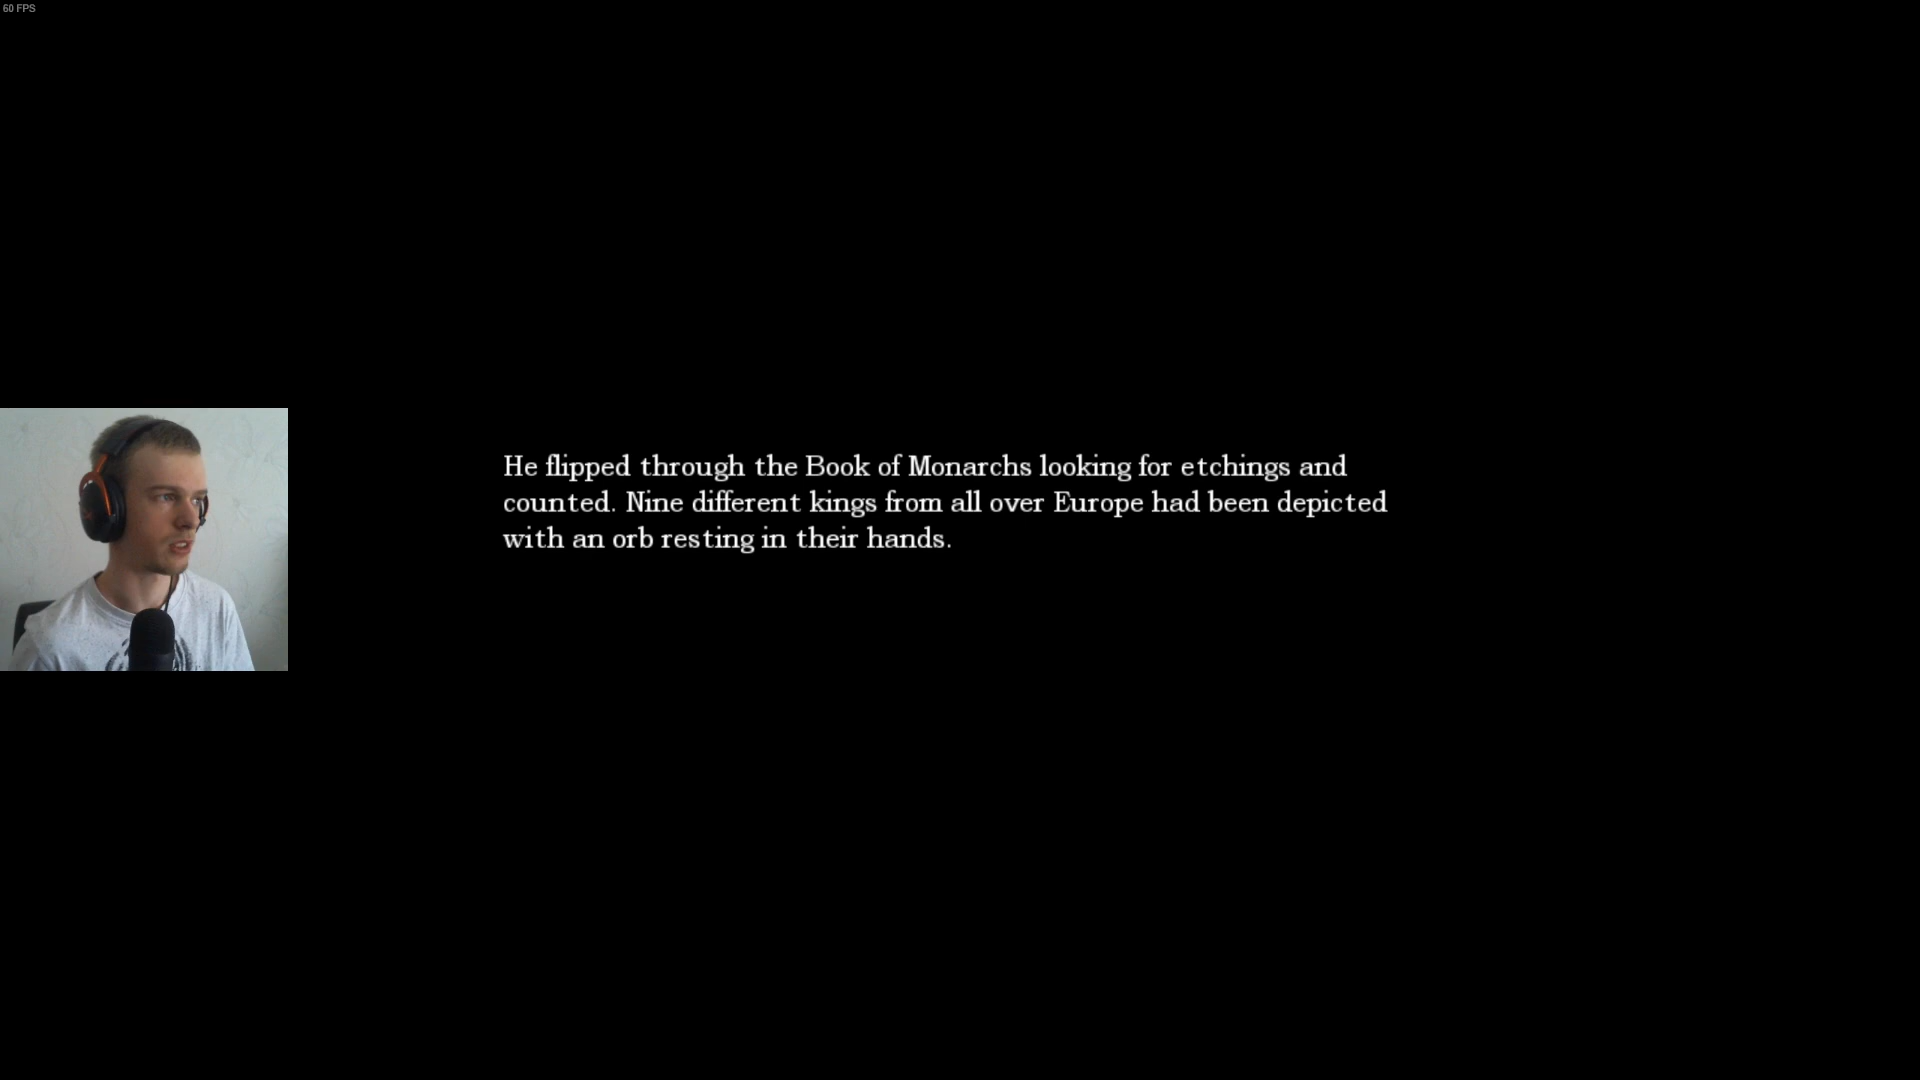 60 FPS
He flipped through the Book of Monarchs looking for etchings and
counted. Nine different kings from all over Europe had been depicted
with an orb resting in their hands.